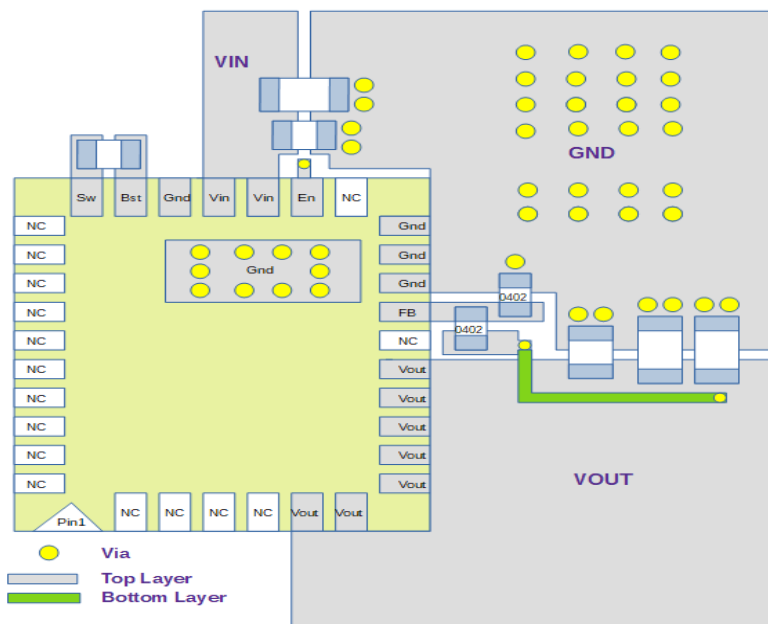 VIN
GND
Sw Bst Gnd Vin Vin En NC
NC Gnd
NC Gnd
Gnd
NC Gnd
0402
NC FB
0402
NC NC
NC Vout
NC Vout
NC Vout
NC Vout
NC Vout
VOUT
Pin1 NC NC NC NC Vout Vout
Via
Top Layer
Bottom Layer